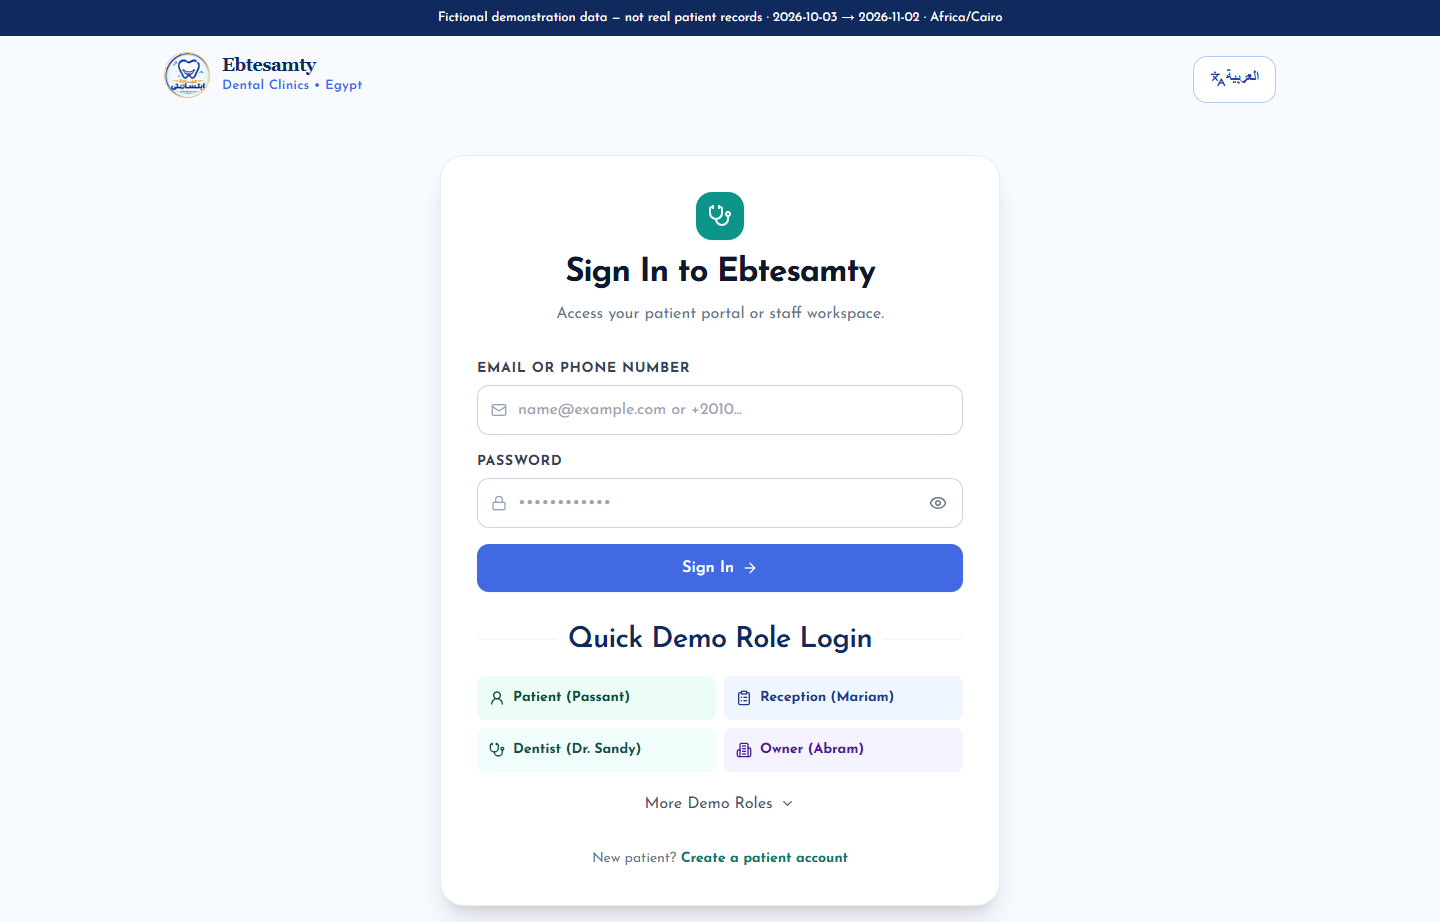 Fictional demonstration data – not real patient records · 2026-10-03 → 2026-11-02 · Africa/Cairo
ابتسامتي
Ebtesamty
Dental Clinics • Egypt
العربية
Sign In to Ebtesamty
Access your patient portal or staff workspace.
EMAIL OR PHONE NUMBER
name@example.com or +2010...
PASSWORD
••••••••••••
Sign In →
Quick Demo Role Login
Patient (Passant)
Reception (Mariam)
Dentist (Dr. Sandy)
Owner (Abram)
More Demo Roles
New patient? Create a patient account